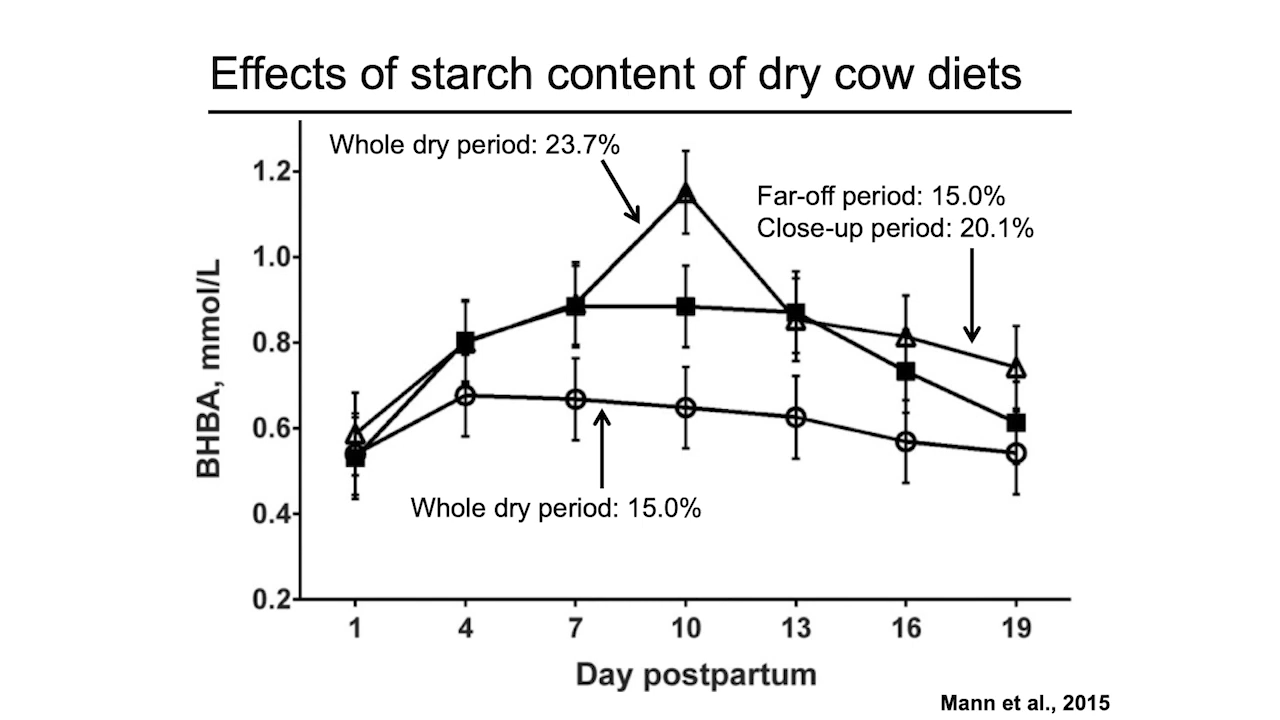 Effects of starch content of dry cow diets
Whole dry period: 23.7%
Far-off period: 15.0%
Close-up period: 20.1%
Whole dry period: 15.0%
BHBA, mmol/L
1.2
1.0
0.8
0.6
0.4
0.2
1 4 7 10 13 16 19
Day postpartum
Mann et al., 2015